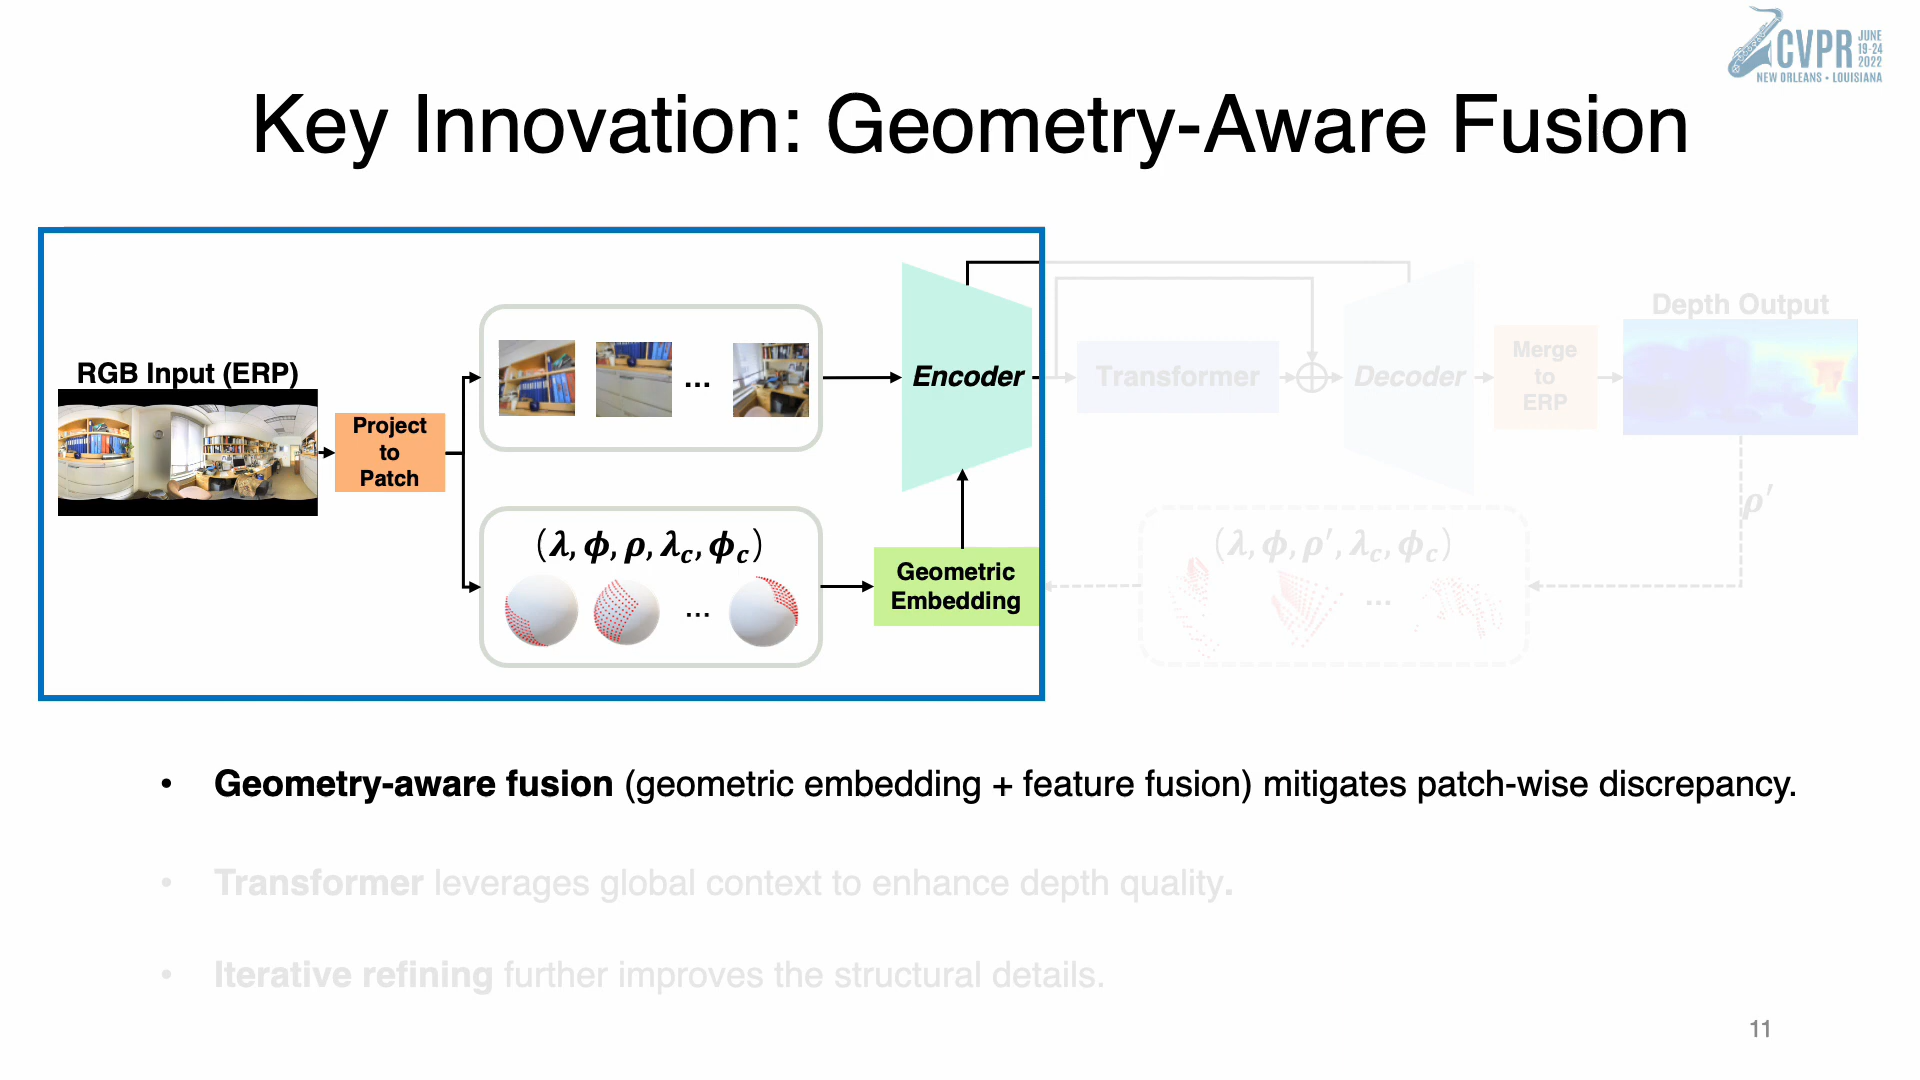 CVPR JUNE 19-24 2022
NEW ORLEANS • LOUISIANA
Key Innovation: Geometry-Aware Fusion
RGB Input (ERP)
Project
to
Patch
...
Encoder
(λ, ϕ, ρ, λc, ϕc)
...
Geometric
Embedding
Transformer
Decoder
Merge
to
ERP
Depth Output
ρ′
(λ, ϕ, ρ′, λc, ϕc)
...
• Geometry-aware fusion (geometric embedding + feature fusion) mitigates patch-wise discrepancy.
• Transformer leverages global context to enhance depth quality.
• Iterative refining further improves the structural details.
11